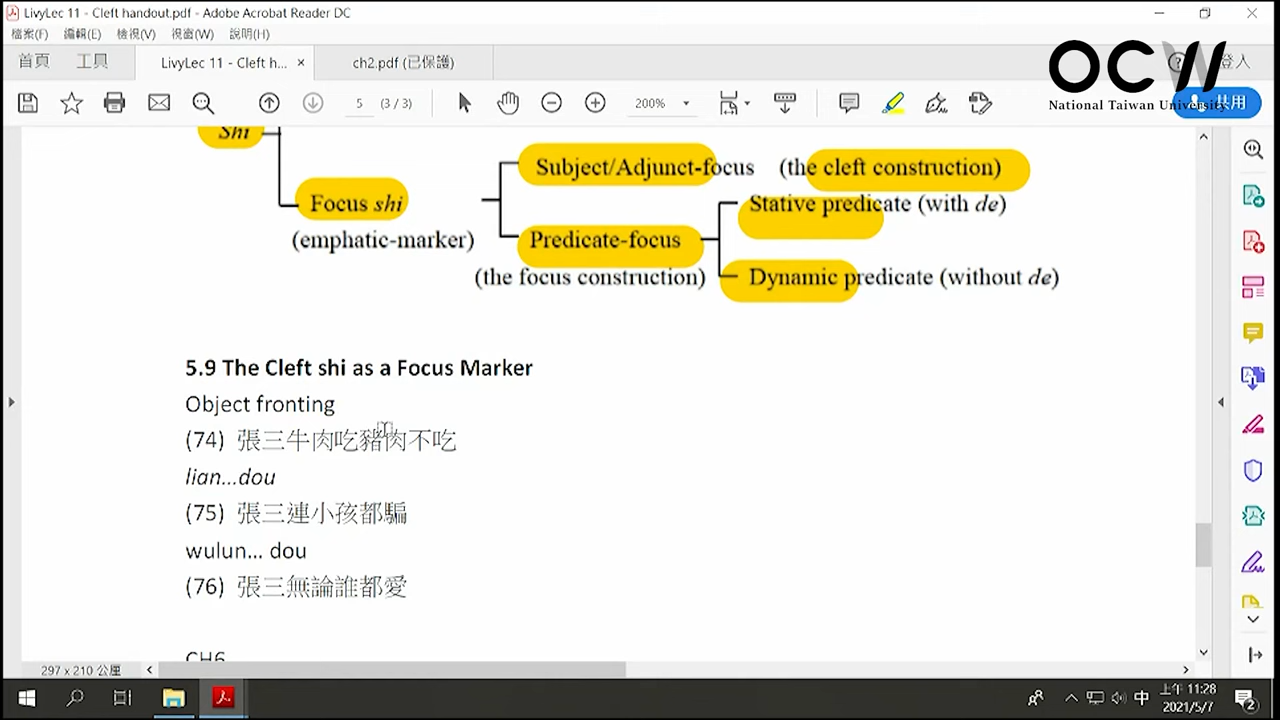 LivyLec 11 - Cleft handout.pdf - Adobe Acrobat Reader DC
檔案(F) 編輯(E) 檢視(V) 視窗(W) 說明(H)
首頁 工具 LivyLec 11 - Cleft h... × ch2.pdf (已保護) 登入
OCW
National Taiwan University
5 (3 / 3) 200% 共用
Shi
Subject/Adjunct-focus (the cleft construction)
Focus shi Stative predicate (with de)
(emphatic-marker) Predicate-focus
(the focus construction) Dynamic predicate (without de)
5.9 The Cleft shi as a Focus Marker
Object fronting
(74) 張三牛肉吃豬肉不吃
lian...dou
(75) 張三連小孩都騙
wulun... dou
(76) 張三無論誰都愛
CH6
297 x 210 公厘
中 上午 11:28
2021/5/7 2